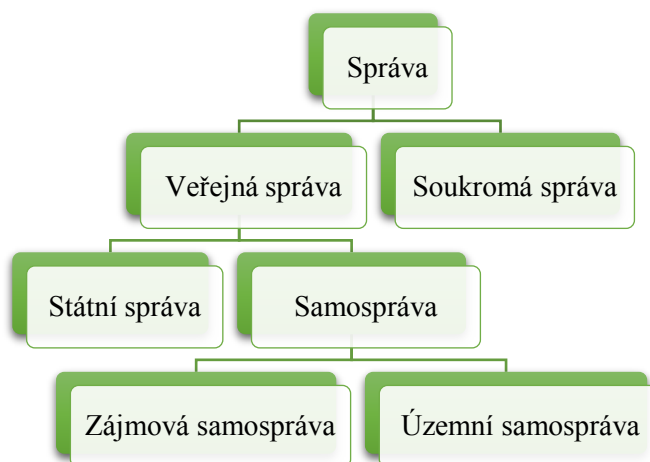 Správa
Veřejná správa
Soukromá správa
Státní správa
Samospráva
Zájmová samospráva
Územní samospráva